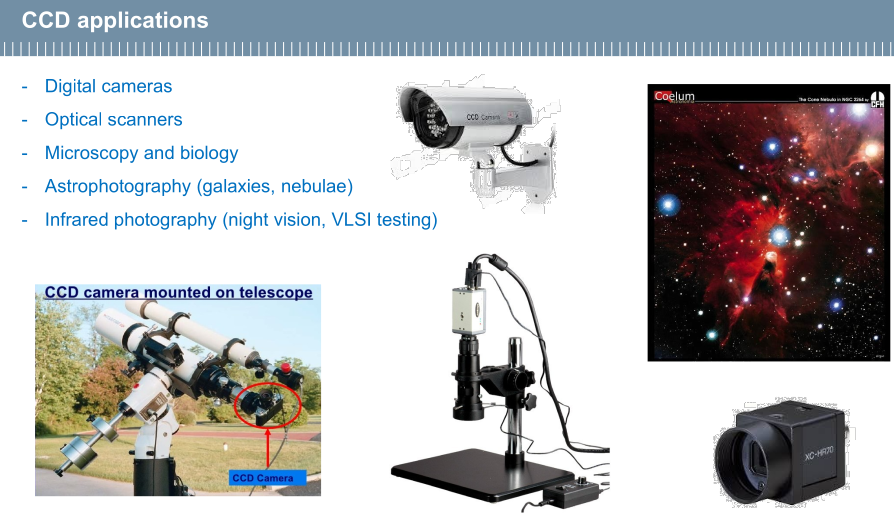 CCD applications
- Digital cameras
- Optical scanners
- Microscopy and biology
- Astrophotography (galaxies, nebulae)
- Infrared photography (night vision, VLSI testing)
CCD Camera
Coelum
The Cone Nebula in NGC 2264 by
CFH
CCD camera mounted on telescope
CCD Camera
XC-HR70